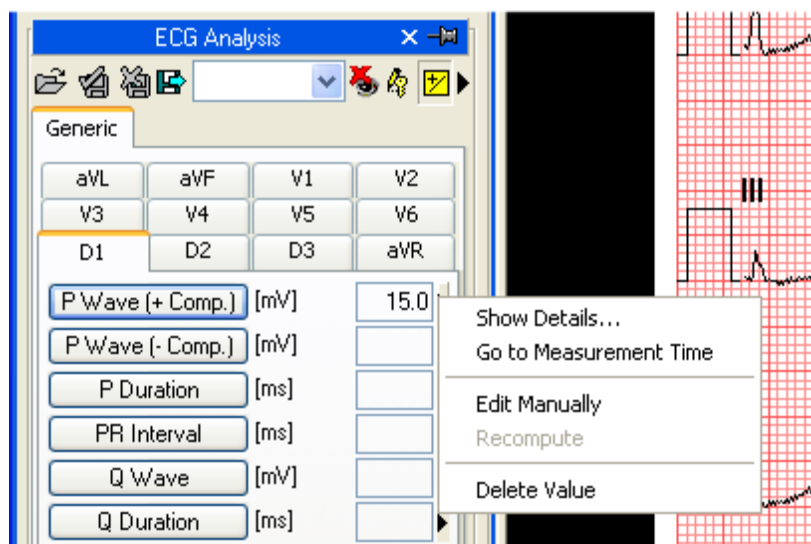 ECG Analysis
Generic
aVL aVF V1 V2
V3 V4 V5 V6
D1 D2 D3 aVR
P Wave (+ Comp.) [mV] 15.0
P Wave (- Comp.) [mV]
P Duration [ms]
PR Interval [ms]
Q Wave [mV]
Q Duration [ms]
Show Details...
Go to Measurement Time
Edit Manually
Recompute
Delete Value
III